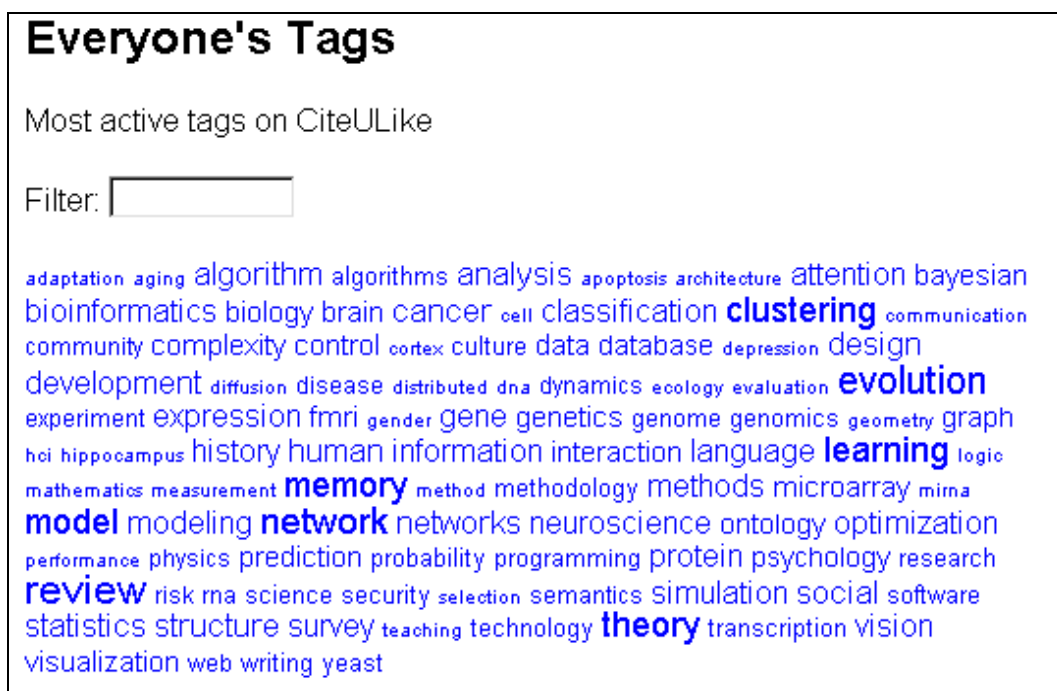 Everyone's Tags
Most active tags on CiteULike
Filter:
adaptation aging algorithm algorithms analysis apoptosis architecture attention bayesian
bioinformatics biology brain cancer cell classification clustering communication
community complexity control cortex culture data database depression design
development diffusion disease distributed dna dynamics ecology evaluation evolution
experiment expression fmri gender gene genetics genome genomics geometry graph
hci hippocampus history human information interaction language learning logic
mathematics measurement memory method methodology methods microarray mirna
model modeling network networks neuroscience ontology optimization
performance physics prediction probability programming protein psychology research
review risk rna science security selection semantics simulation social software
statistics structure survey teaching technology theory transcription vision
visualization web writing yeast